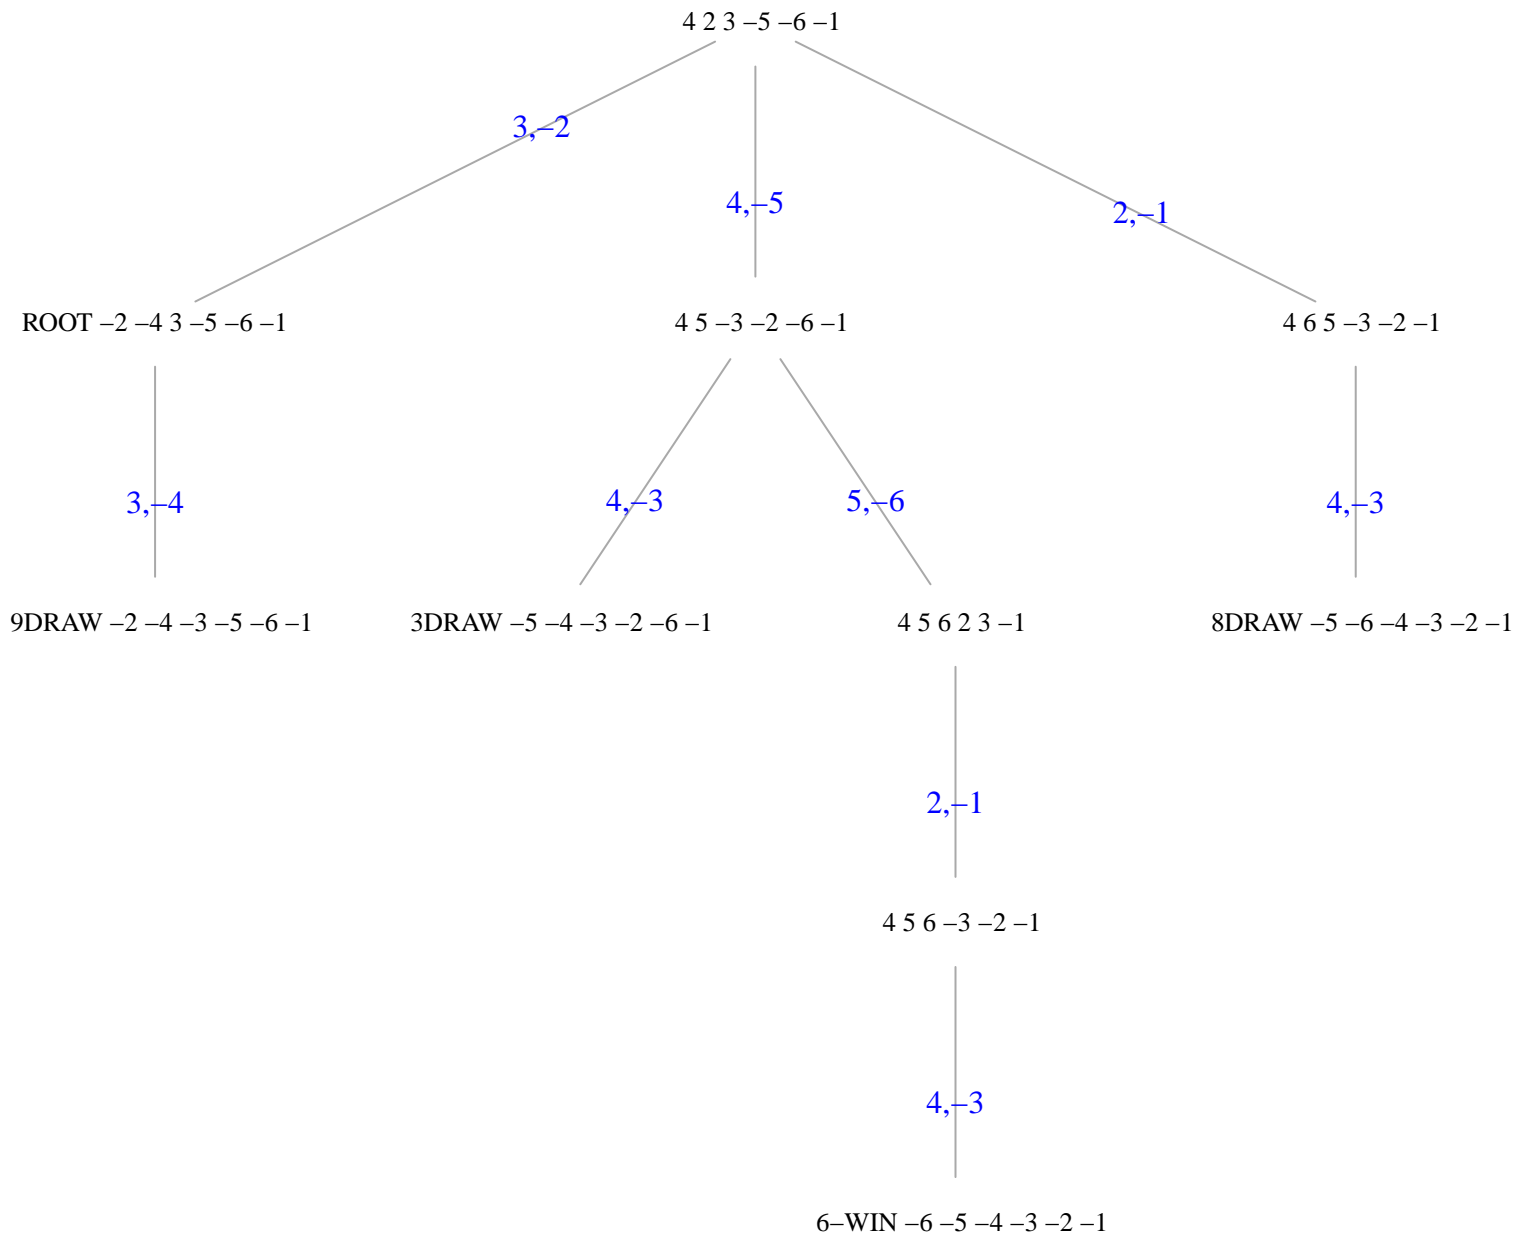 4 2 3 –5 –6 –1
3,–2
4,–5
2,–1
ROOT –2 –4 3 –5 –6 –1
4 5 –3 –2 –6 –1
4 6 5 –3 –2 –1
3,–4
4,–3
5,–6
4,–3
9DRAW –2 –4 –3 –5 –6 –1
3DRAW –5 –4 –3 –2 –6 –1
4 5 6 2 3 –1
8DRAW –5 –6 –4 –3 –2 –1
2,–1
4 5 6 –3 –2 –1
4,–3
6–WIN –6 –5 –4 –3 –2 –1